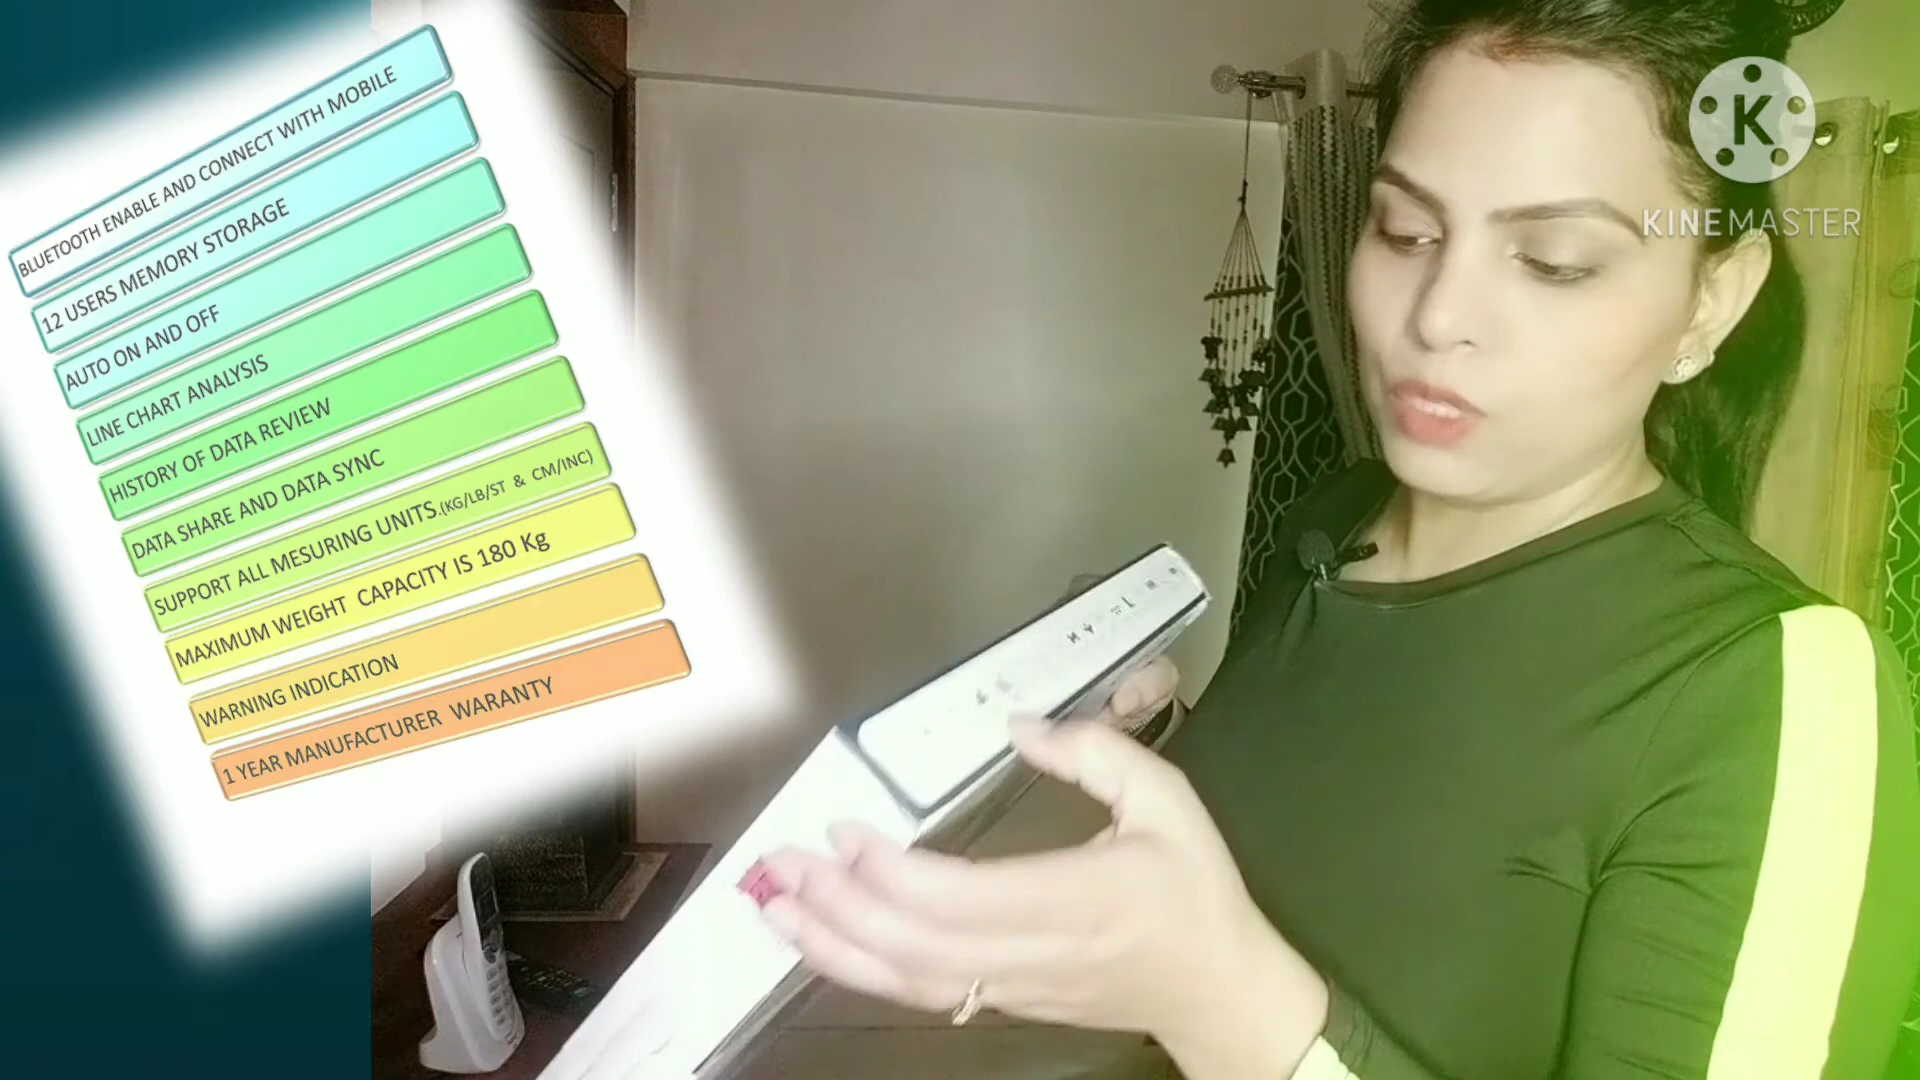 BLUETOOTH ENABLE AND CONNECT WITH MOBILE
12 USERS MEMORY STORAGE
AUTO ON AND OFF
LINE CHART ANALYSIS
HISTORY OF DATA REVIEW
DATA SHARE AND DATA SYNC
SUPPORT ALL MESURING UNITS.(KG/LB/ST & CM/INC)
MAXIMUM WEIGHT CAPACITY IS 180 Kg
WARNING INDICATION
1 YEAR MANUFACTURER WARANTY
K
KINEMASTER